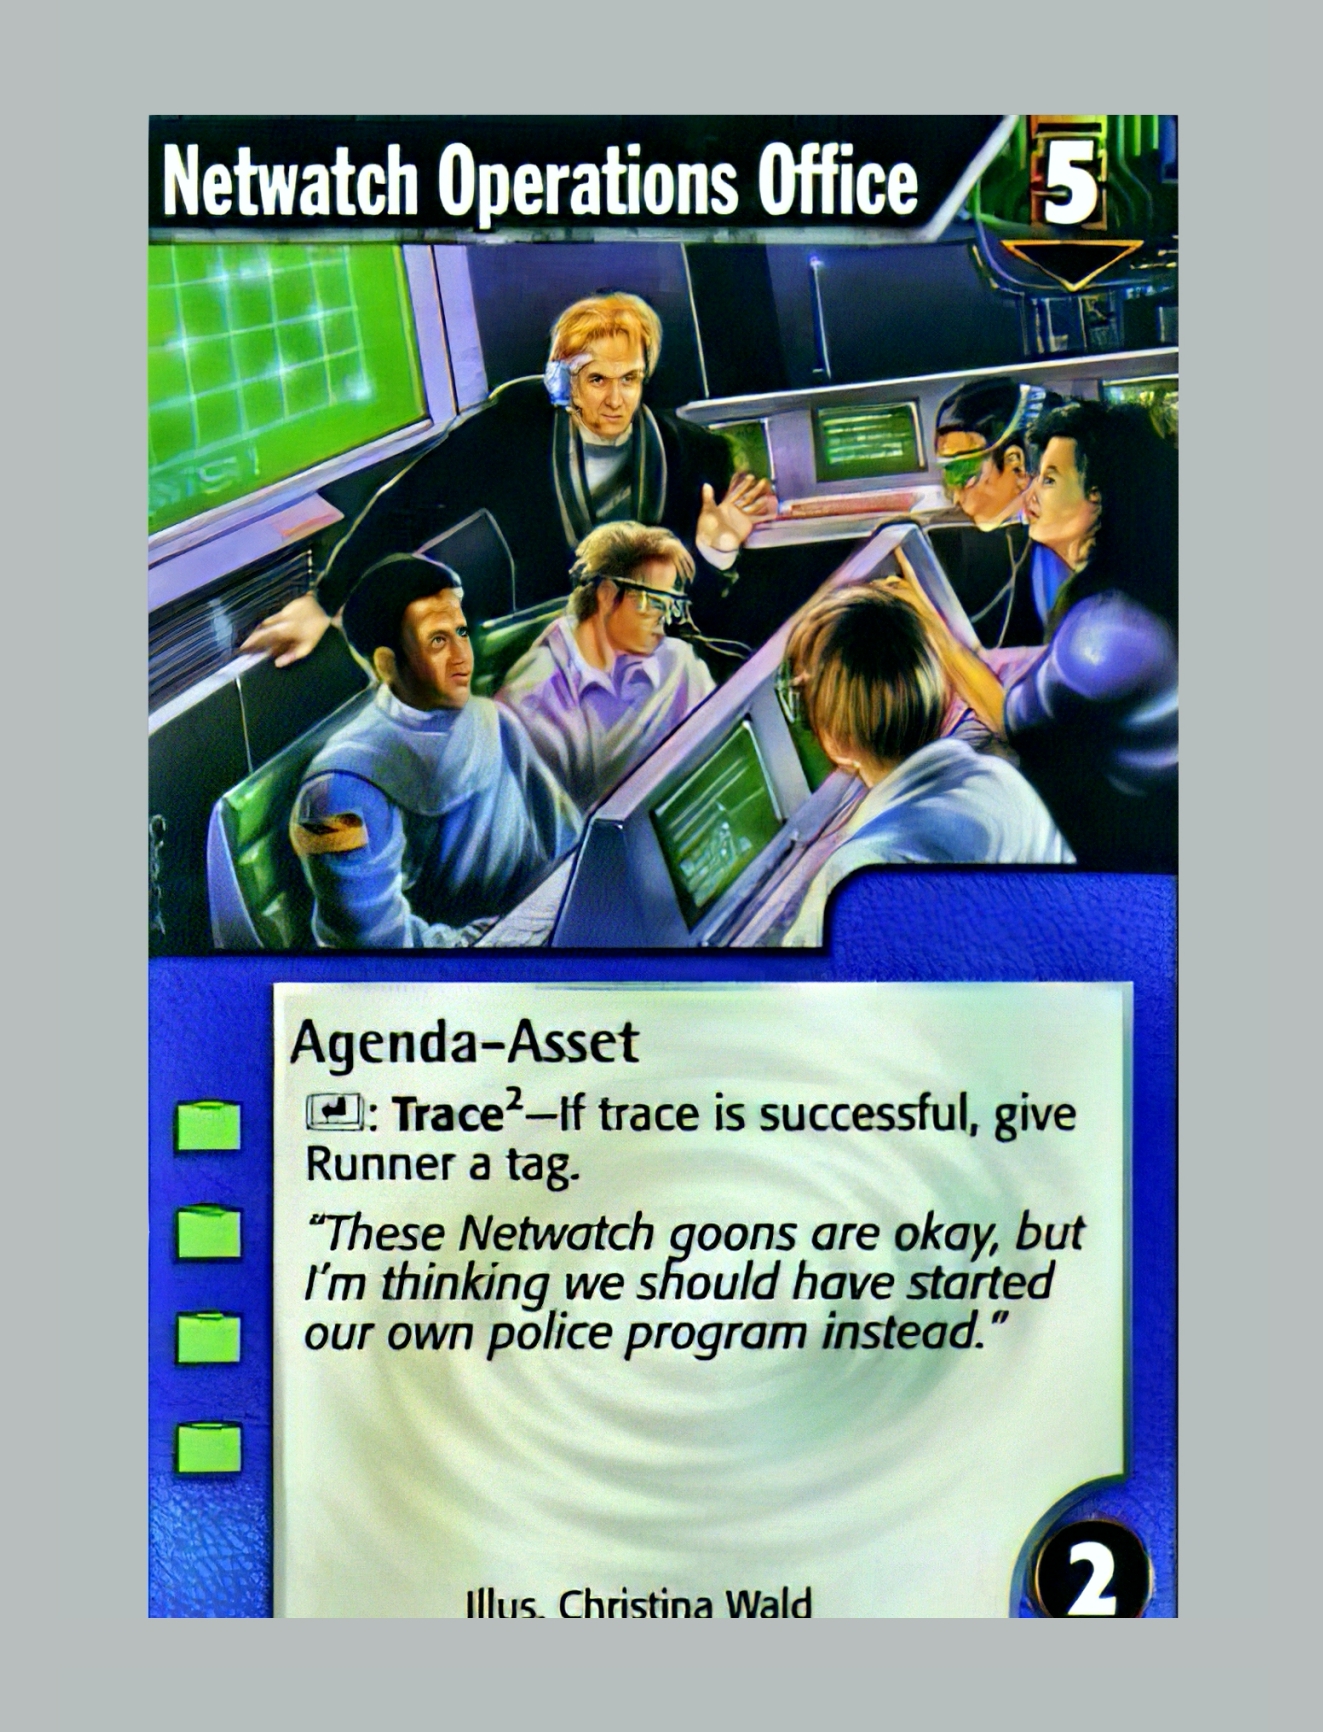 Netwatch Operations Office 5
Agenda-Asset
: Trace²—If trace is successful, give
Runner a tag.
"These Netwatch goons are okay, but
I'm thinking we should have started
our own police program instead."
2
Illus. Christina Wald